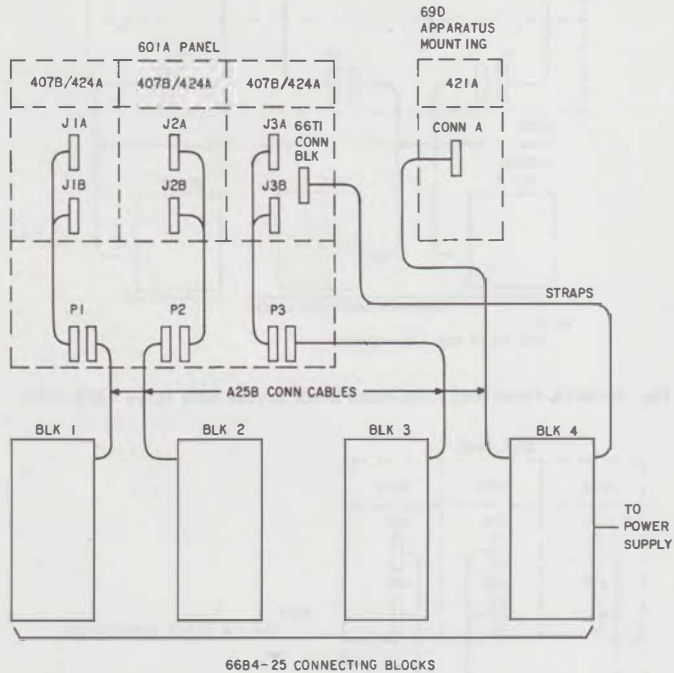 69D
APPARATUS
MOUNTING
601A PANEL
407B/424A
407B/424A
407B/424A
421A
J1A
J2A
J3A
66T1
CONN
BLK
CONN A
J1B
J2B
J3B
STRAPS
P1
P2
P3
A25B CONN CABLES
BLK 1
BLK 2
BLK 3
BLK 4
TO
POWER
SUPPLY
66B4-25 CONNECTING BLOCKS